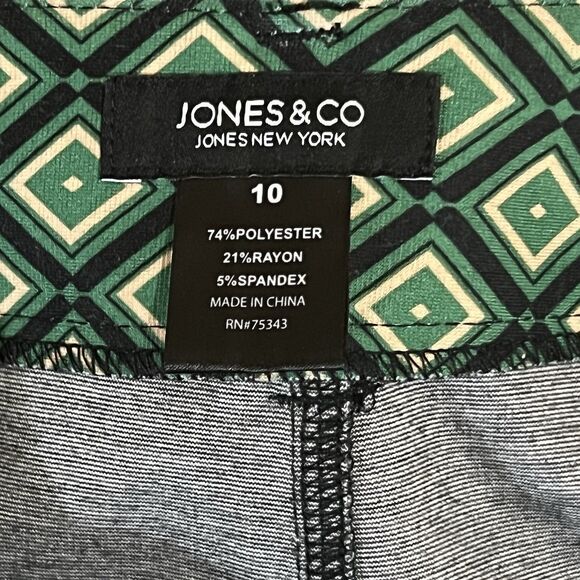 JONES & CO
JONES NEW YORK
10
74%POLYESTER
21%RAYON
5%SPANDEX
MADE IN CHINA
RN#75343